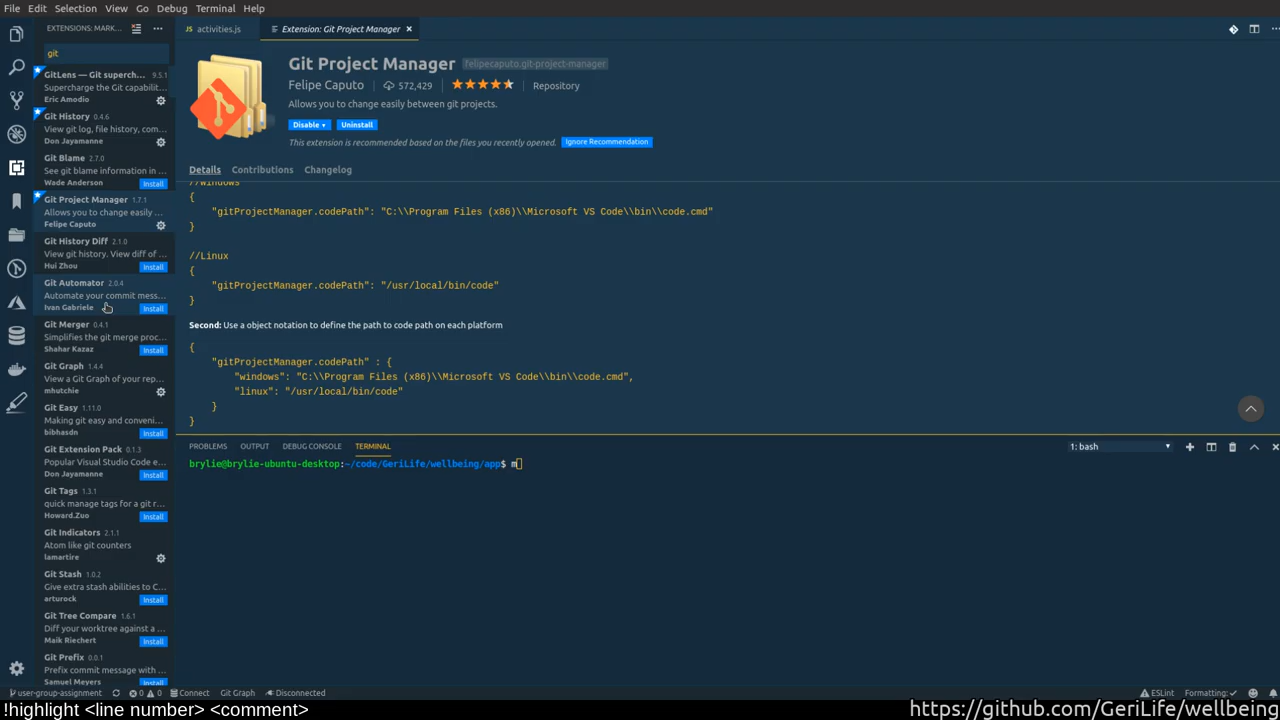 File Edit Selection View Go Debug Terminal Help
EXTENSIONS: MARK...
git
GitLens — Git superch... 9.5.1
Supercharge the Git capabilit...
Eric Amodio
Git History 0.4.6
View git log, file history, com...
Don Jayamanne
Git Blame 2.7.0
See git blame information in ...
Wade Anderson Install
Git Project Manager 1.7.1
Allows you to change easily ...
Felipe Caputo
Git History Diff 2.1.0
View git history. View diff of ...
Hui Zhou Install
Git Automator 2.0.4
Automate your commit mess...
Ivan Gabriele Install
Git Merger 0.4.1
Simplifies the git merge proc...
Shahar Kazaz Install
Git Graph 1.4.4
View a Git Graph of your rep...
mhutchie
Git Easy 1.11.0
Making git easy and conveni...
bibhasdn Install
Git Extension Pack 0.1.3
Popular Visual Studio Code e...
Don Jayamanne Install
Git Tags 1.3.1
quick manage tags for a git r...
Howard.Zuo Install
Git Indicators 2.1.1
Atom like git counters
lamartire
Git Stash 1.0.2
Give extra stash abilities to C...
arturock Install
Git Tree Compare 1.6.1
Diff your worktree against a ...
Maik Riechert Install
Git Prefix 0.0.1
Prefix commit message with ...
Samuel Meyers Install
JS activities.js
Extension: Git Project Manager ×
Git Project Manager felipecaputo.git-project-manager
Felipe Caputo 572,429 Repository
Allows you to change easily between git projects.
Disable Uninstall
This extension is recommended based on the files you recently opened. Ignore Recommendation
Details Contributions Changelog
//Windows
{
"gitProjectManager.codePath": "C:\\Program Files (x86)\\Microsoft VS Code\\bin\\code.cmd"
}
//Linux
{
"gitProjectManager.codePath": "/usr/local/bin/code"
}
Second: Use a object notation to define the path to code path on each platform
{
"gitProjectManager.codePath" : {
"windows": "C:\\Program Files (x86)\\Microsoft VS Code\\bin\\code.cmd",
"linux": "/usr/local/bin/code"
}
}
PROBLEMS OUTPUT DEBUG CONSOLE TERMINAL 1: bash
brylie@brylie-ubuntu-desktop:~/code/GeriLife/wellbeing/app$ m
user-group-assignment 0 0 Connect Git Graph Disconnected ESLint Formatting: ✓
!highlight <line number> <comment> https://github.com/GeriLife/wellbeing